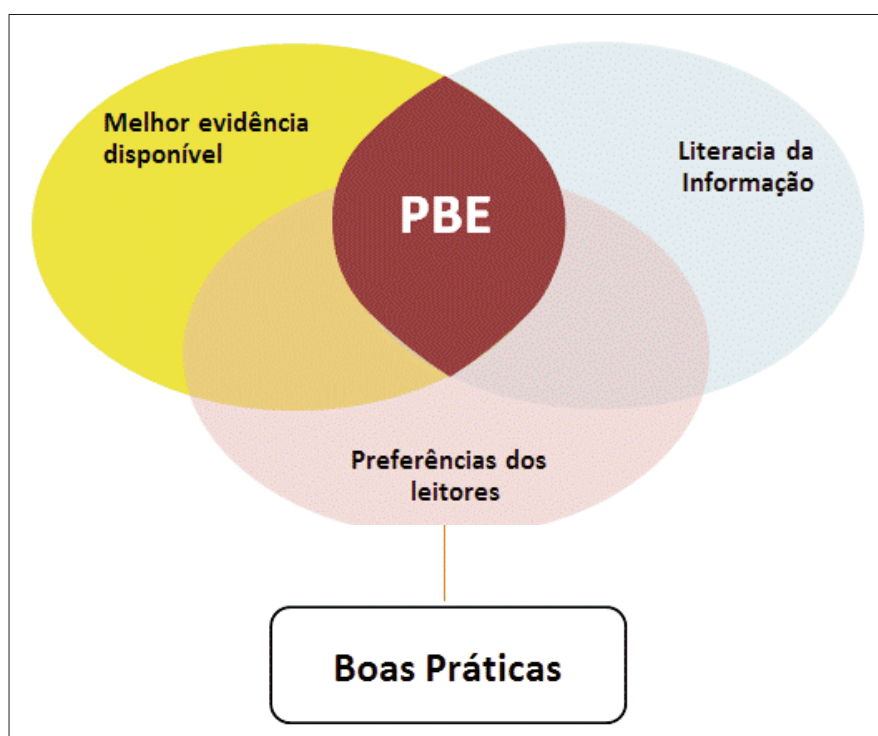 Melhor evidência
disponível
Literacia da
Informação
PBE
Preferências dos
leitores
Boas Práticas